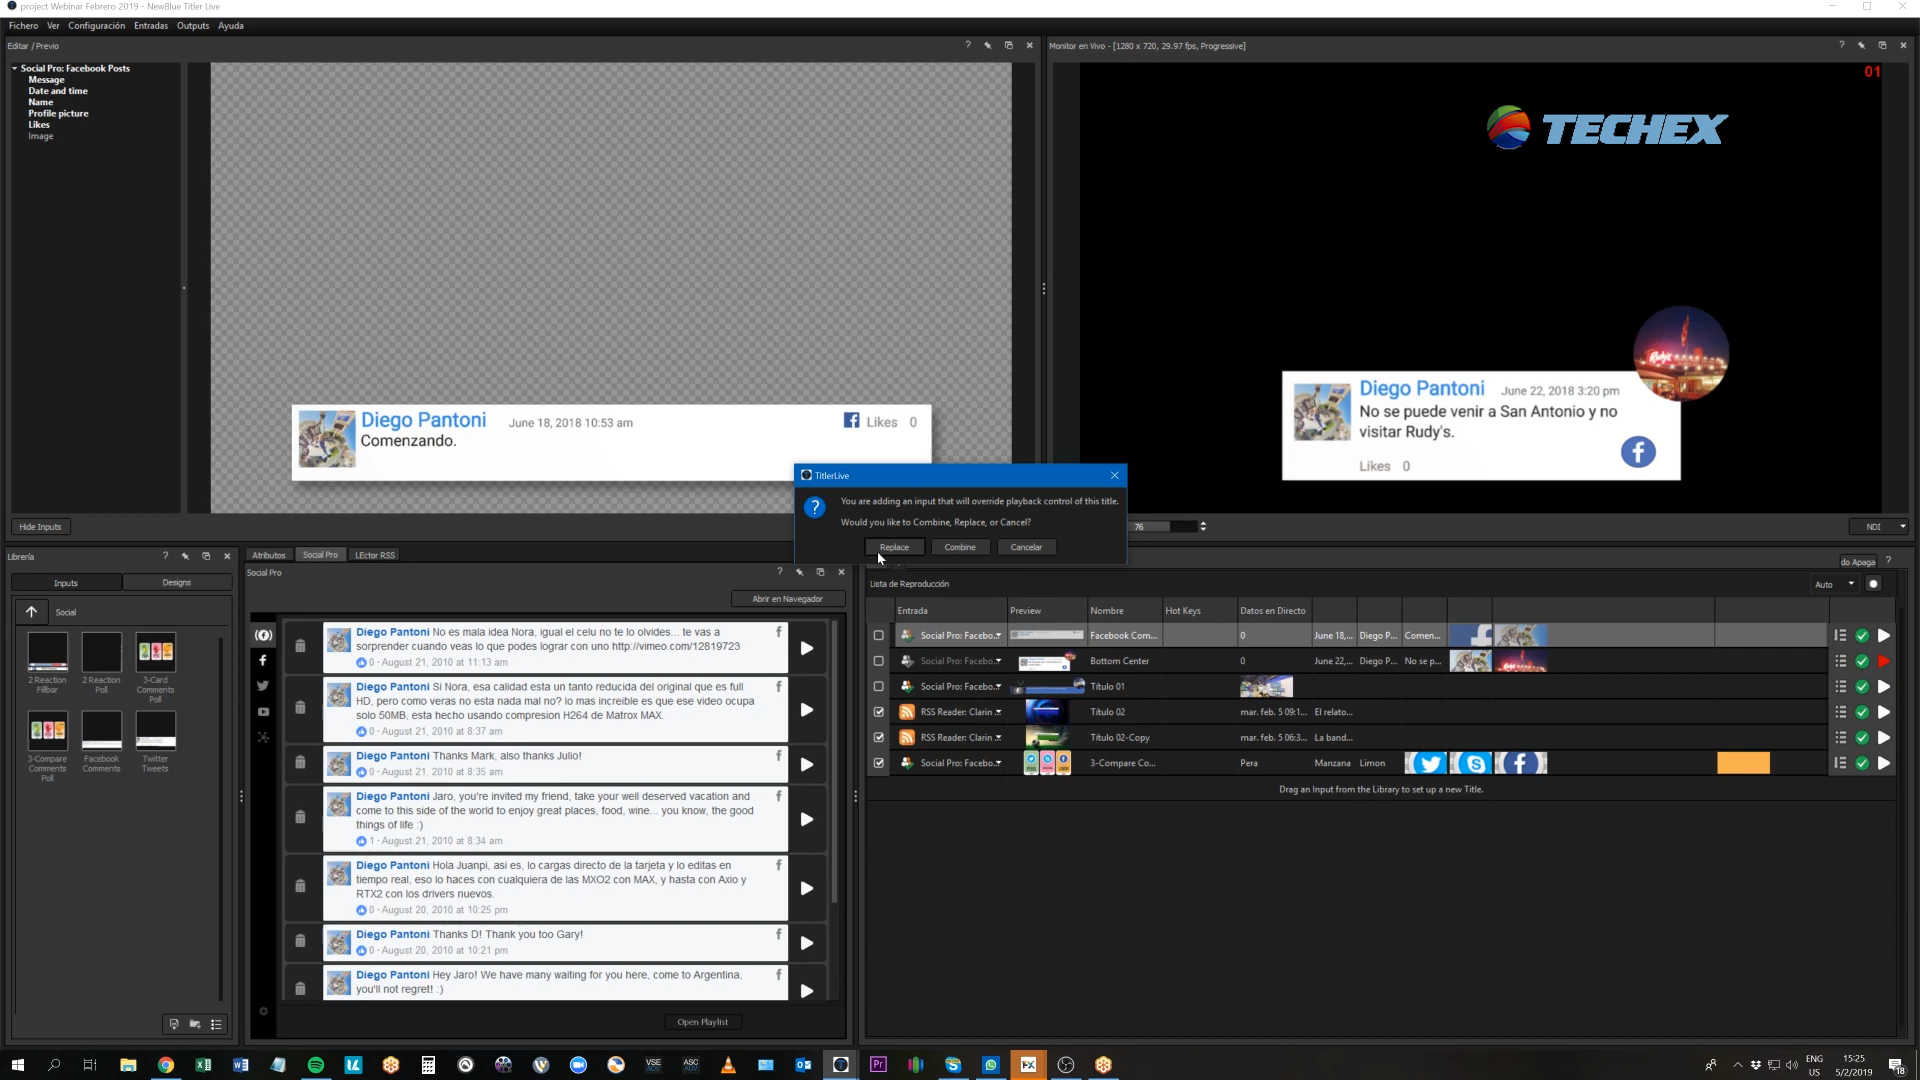 project Webinar Febrero 2019 - NewBlue Titler Live
Fichero Ver Configuración Entradas Outputs Ayuda
Editar / Previo
Social Pro: Facebook Posts
Message
Date and time
Name
Profile picture
Likes
Image
Hide Inputs
Diego Pantoni June 18, 2018 10:53 am Likes 0
Comenzando.
Monitor en Vivo - [1280 x 720, 29.97 fps, Progressive]
01
TECHEX
Rudy's
Diego Pantoni June 22, 2018 3:20 pm
No se puede venir a San Antonio y no
visitar Rudy's.
Likes 0
76
NDI
TitlerLive
You are adding an input that will override playback control of this title.
Would you like to Combine, Replace, or Cancel?
Replace Combine Cancelar
Librería
Inputs Designs
Social
2 Reaction
Fillbar
2 Reaction
Poll
3-Card
Comments
Poll
3-Compare
Comments
Poll
Facebook
Comments
Twitter
Tweets
Atributos Social Pro LEctor RSS
Social Pro
Abrir en Navegador
Diego Pantoni No es mala idea Nora, igual el celu no te lo olvides... te vas a
sorprender cuando veas lo que podes lograr con uno http://vimeo.com/12819723
0 · August 21, 2010 at 11:13 am
Diego Pantoni Si Nora, esa calidad esta un tanto reducida del original que es full
HD, pero como veras no esta nada mal no? lo mas increible es que ese video ocupa
solo 50MB, esta hecho usando compresion H264 de Matrox MAX.
0 · August 21, 2010 at 8:37 am
Diego Pantoni Thanks Mark, also thanks Julio!
0 · August 21, 2010 at 8:35 am
Diego Pantoni Jaro, you're invited my friend, take your well deserved vacation and
come to this side of the world to enjoy great places, food, wine... you know, the good
things of life :)
1 · August 21, 2010 at 8:34 am
Diego Pantoni Hola Juanpi, asi es, lo cargas directo de la tarjeta y lo editas en
tiempo real, eso lo haces con cualquiera de las MXO2 con MAX, y hasta con Axio y
RTX2 con los drivers nuevos.
0 · August 20, 2010 at 10:25 pm
Diego Pantoni Thanks D! Thank you too Gary!
0 · August 20, 2010 at 10:21 pm
Diego Pantoni Hey Jaro! We have many waiting for you here, come to Argentina,
you'll not regret! :)
Open Playlist
do Apaga
Lista de Reproducción
Auto
Entrada Preview Nombre Hot Keys Datos en Directo
Social Pro: Facebo... Facebook Com... 0 June 18,... Diego P... Comen...
Social Pro: Facebo... Bottom Center 0 June 22,... Diego P... No se p...
Social Pro: Facebo... Título 01
RSS Reader: Clarin Título 02 mar. feb. 5 09:1... El relato...
RSS Reader: Clarin Título 02-Copy mar. feb. 5 06:3... La band...
Social Pro: Facebo... 3-Compare Co... Pera Manzana Limon
Drag an Input from the Library to set up a new Title.
VSE
ADV
ASC
ADV
Pr
FX
ENG
US
15:25
5/2/2019
18